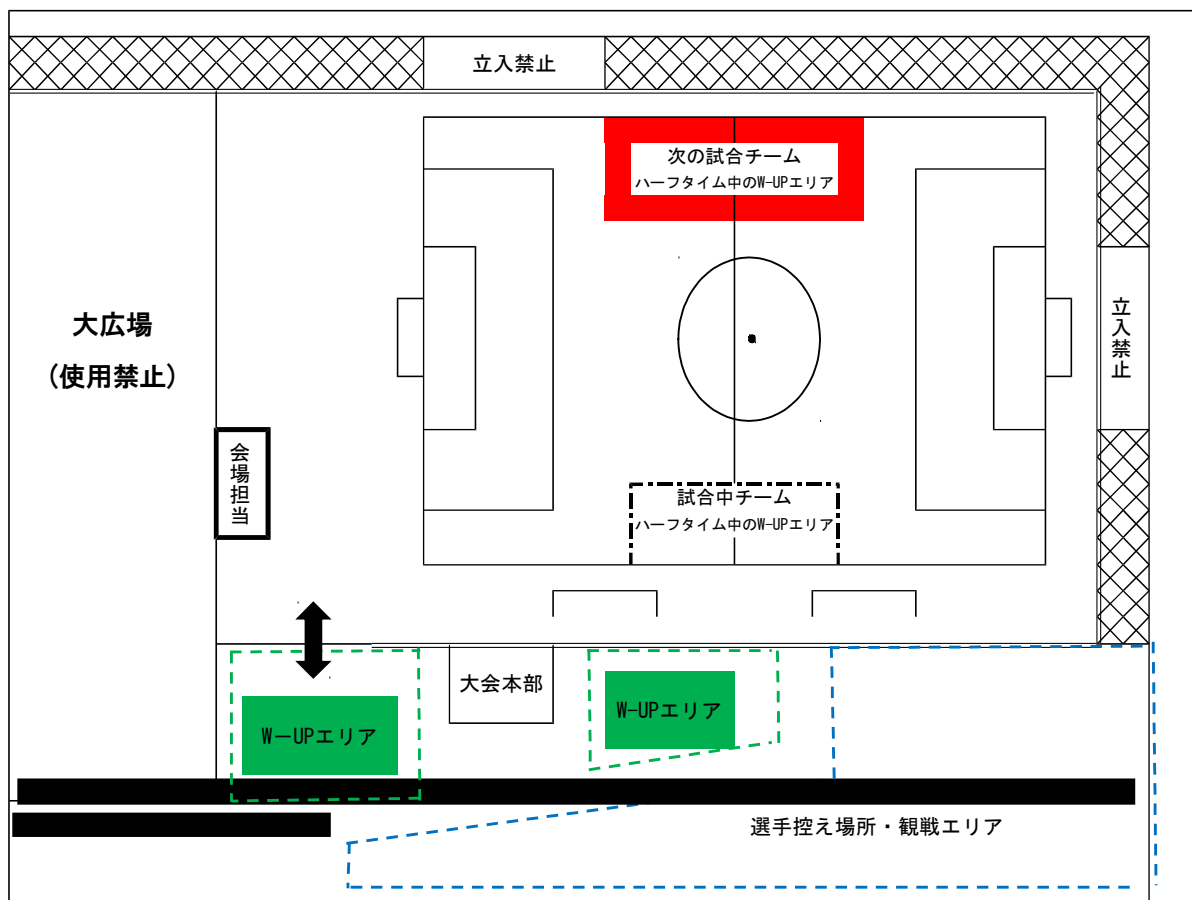 立入禁止
次の試合チーム
ハーフタイム中のW-UPエリア
大広場
（使用禁止）
立入禁止
会場担当
試合中チーム
ハーフタイム中のW-UPエリア
大会本部
W-UPエリア
W－UPエリア
選手控え場所・観戦エリア